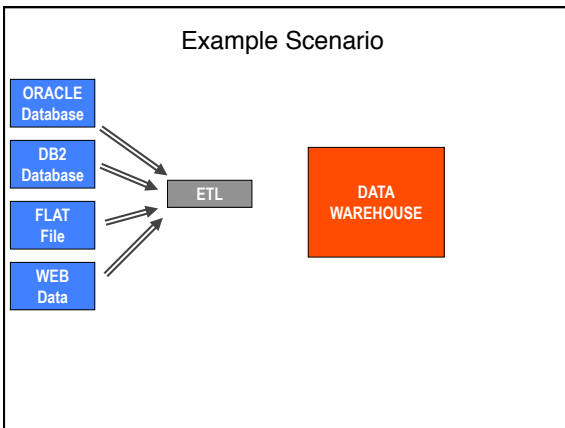 Example Scenario
ORACLE
Database
DB2
Database
FLAT
File
WEB
Data
ETL
DATA
WAREHOUSE